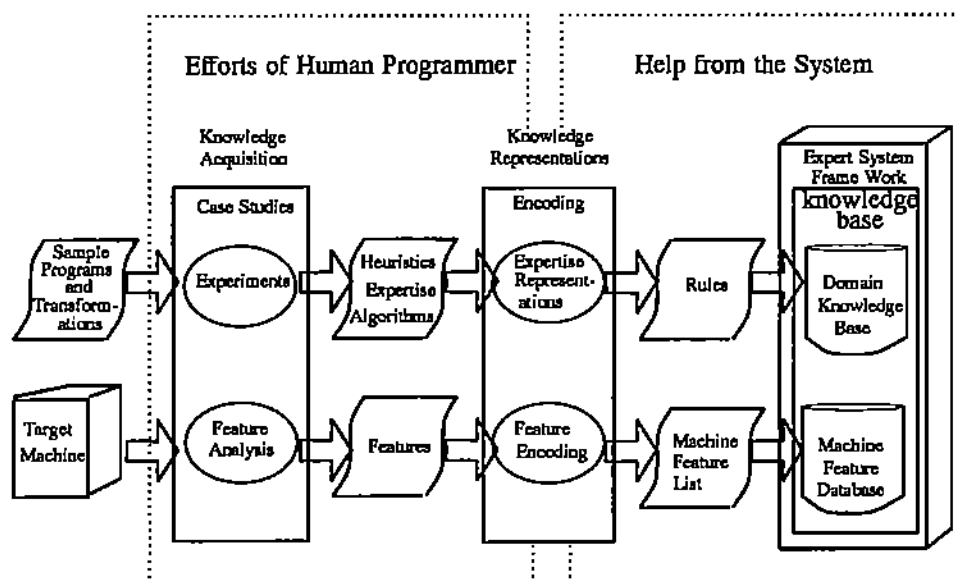 Efforts of Human Programmer
Help from the System
Knowledge
Acquisition
Knowledge
Representations
Expert System
Frame Work
knowledge
base
Case Studies
Encoding
Sample
Programs
and
Transform-
ations
Experiments
Heuristics
Expertise
Algorithms
Expertise
Represent-
ations
Rules
Domain
Knowledge
Base
Target
Machine
Feature
Analysis
Features
Feature
Encoding
Machine
Feature
List
Machine
Feature
Database